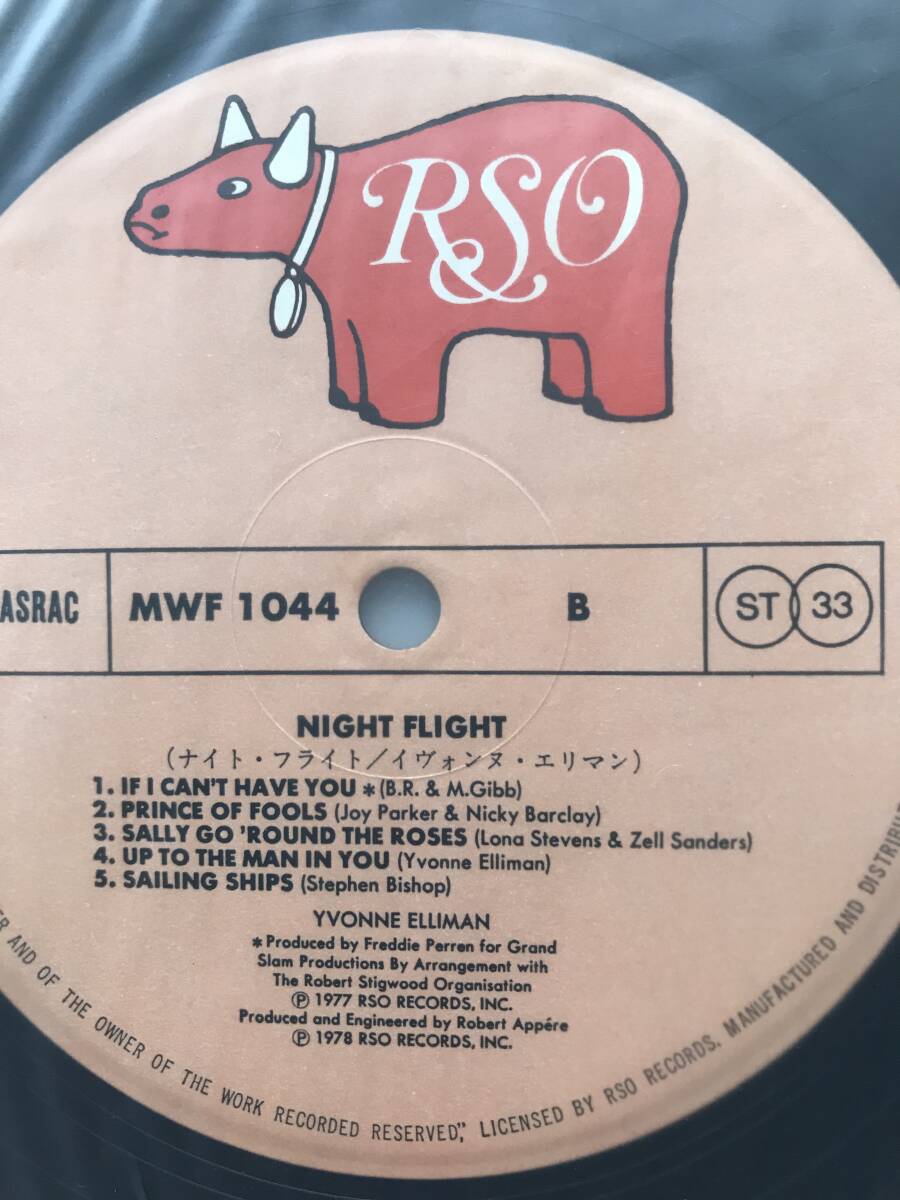 RSO
ASRAC
MWF 1044
B
ST
33
NIGHT FLIGHT
(ナイト・フライト/イヴォンヌ・エリマン)
1. IF I CAN'T HAVE YOU * (B.R. & M.Gibb)
2. PRINCE OF FOOLS (Joy Parker & Nicky Barclay)
3. SALLY GO 'ROUND THE ROSES (Lona Stevens & Zell Sanders)
4. UP TO THE MAN IN YOU (Yvonne Elliman)
5. SAILING SHIPS (Stephen Bishop)
YVONNE ELLIMAN
* Produced by Freddie Perren for Grand
Slam Productions By Arrangement with
The Robert Stigwood Organisation
℗ 1977 RSO RECORDS, INC.
Produced and Engineered by Robert Appére
℗ 1978 RSO RECORDS, INC.
ER AND OF THE OWNER OF THE WORK RECORDED RESERVED", LICENSED BY RSO RECORDS. MANUFACTURED AND DISTRIBUT